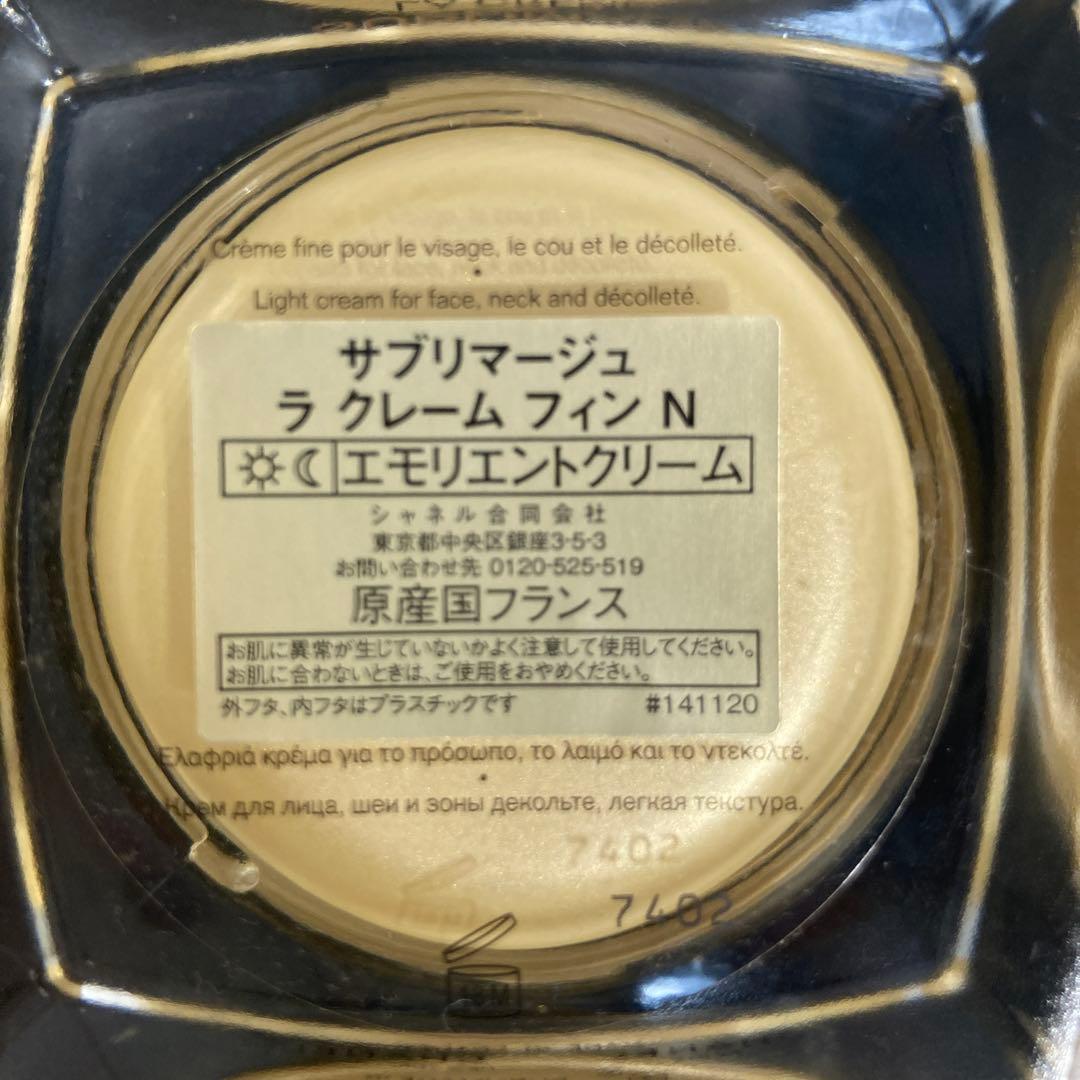 Crème fine pour le visage, le cou et le décolleté.
Light cream for face, neck and décolleté.
サブリマージュ
ラ クレーム フィン N
エモリエントクリーム
シャネル合同会社
東京都中央区銀座3-5-3
お問い合わせ先 0120-525-519
原産国フランス
お肌に異常が生じていないかよく注意して使用してください。
お肌に合わないときは、ご使用をおやめください。
外フタ、内フタはプラスチックです #141120
Ελαφριά κρέμα για το πρόσωπο, το λαιμό και το ντεκολτέ.
Крем для лица, шеи и зоны декольте, легкая текстура.
7402